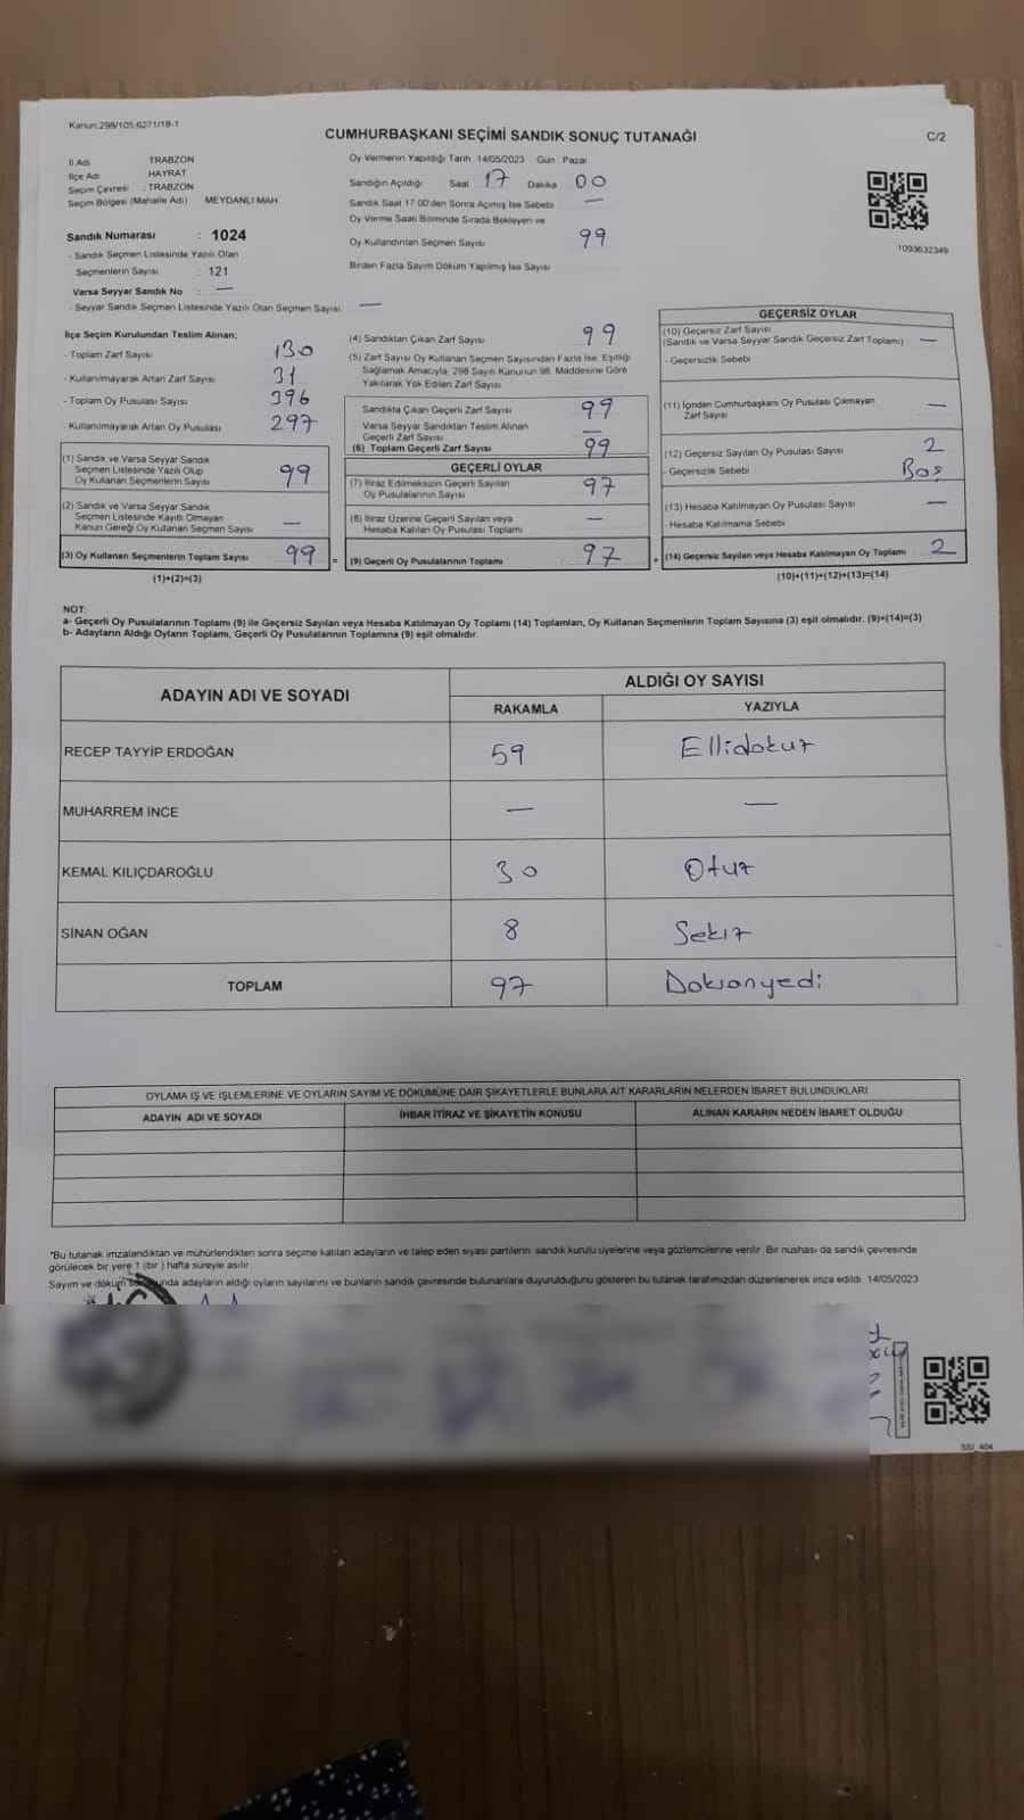 Kanun:298/105,6271/18-1
CUMHURBAŞKANI SEÇİMİ SANDIK SONUÇ TUTANAĞI
C/2
İl Adı : TRABZON
İlçe Adı : HAYRAT
Seçim Çevresi : TRABZON
Seçim Bölgesi (Mahalle Adı) MEYDANLI MAH
Sandık Numarası : 1024
- Sandık Seçmen Listesinde Yazılı Olan
Seçmenlerin Sayısı : 121
Varsa Seyyar Sandık No : —
- Seyyar Sandık Seçmen Listesinde Yazılı Olan Seçmen Sayısı —
Oy Vermenin Yapıldığı Tarih 14/05/2023 Gün Pazar
Sandığın Açıldığı Saat 17 Dakika 00
Sandık Saat 17:00'den Sonra Açılmış İse Sebebi —
Oy Verme Saati Bitiminde Sırada Bekleyen ve
Oy Kullandırılan Seçmen Sayısı 99
Birden Fazla Sayım Döküm Yapılmış İse Sayısı
1093632349
İlçe Seçim Kurulundan Teslim Alınan;
- Toplam Zarf Sayısı 130
- Kullanılmayarak Artan Zarf Sayısı 31
- Toplam Oy Pusulası Sayısı 396
- Kullanılmayarak Artan Oy Pusulası 297
(1) Sandık ve Varsa Seyyar Sandık
Seçmen Listesinde Yazılı Olup
Oy Kullanan Seçmenlerin Sayısı 99
(2) Sandık ve Varsa Seyyar Sandık
Seçmen Listesinde Kayıtlı Olmayan
Kanun Gereği Oy Kullanan Seçmen Sayısı —
(3) Oy Kullanan Seçmenlerin Toplam Sayısı 99 =
(1)+(2)=(3)
(4) Sandıktan Çıkan Zarf Sayısı 99
(5) Zarf Sayısı Oy Kullanan Seçmen Sayısından Fazla İse, Eşitliği
Sağlamak Amacıyla; 298 Sayılı Kanunun 98. Maddesine Göre
Yakılarak Yok Edilen Zarf Sayısı
Sandıkta Çıkan Geçerli Zarf Sayısı 99
Varsa Seyyar Sandıktan Teslim Alınan
Geçerli Zarf Sayısı —
(6) Toplam Geçerli Zarf Sayısı 99
GEÇERLİ OYLAR
(7) İtiraz Edilmeksizin Geçerli Sayılan
Oy Pusulalarının Sayısı 97
(8) İtiraz Üzerine Geçerli Sayılan veya
Hesaba Katılan Oy Pusulası Toplamı —
(9) Geçerli Oy Pusulalarının Toplamı 97 +
GEÇERSİZ OYLAR
(10) Geçersiz Zarf Sayısı
(Sandık ve Varsa Seyyar Sandık Geçersiz Zarf Toplamı) —
- Geçersizlik Sebebi
(11) İçinden Cumhurbaşkanı Oy Pusulası Çıkmayan
Zarf Sayısı —
(12) Geçersiz Sayılan Oy Pusulası Sayısı 2
- Geçersizlik Sebebi Boş
(13) Hesaba Katılmayan Oy Pusulası Sayısı —
- Hesaba Katılmama Sebebi
(14) Geçersiz Sayılan veya Hesaba Katılmayan Oy Toplamı 2
(10)+(11)+(12)+(13)=(14)
NOT:
a- Geçerli Oy Pusulalarının Toplamı (9) ile Geçersiz Sayılan veya Hesaba Katılmayan Oy Toplamı (14) Toplamları, Oy Kullanan Seçmenlerin Toplam Sayısına (3) eşit olmalıdır. (9)+(14)=(3)
b- Adayların Aldığı Oyların Toplamı, Geçerli Oy Pusulalarının Toplamına (9) eşit olmalıdır.
ADAYIN ADI VE SOYADI ALDIĞI OY SAYISI
RAKAMLA YAZIYLA
RECEP TAYYİP ERDOĞAN 59 Ellidokuz
MUHARREM İNCE — —
KEMAL KILIÇDAROĞLU 30 Otuz
SİNAN OĞAN 8 Sekiz
TOPLAM 97 Doksanyedi
OYLAMA İŞ VE İŞLEMLERİNE VE OYLARIN SAYIM VE DÖKÜMÜNE DAİR ŞİKAYETLERLE BUNLARA AİT KARARLARIN NELERDEN İBARET BULUNDUKLARI
ADAYIN ADI VE SOYADI İHBAR İTİRAZ VE ŞİKAYETİN KONUSU ALINAN KARARIN NEDEN İBARET OLDUĞU
*Bu tutanak imzalandıktan ve mühürlendikten sonra seçime katılan adayların ve talep eden siyasi partilerin sandık kurulu üyelerine veya gözlemcilerine verilir. Bir nüshası da sandık çevresinde
görülecek bir yere 1 (bir) hafta süreyle asılır.
Sayım ve döküm adayların aldığı oyların sayılarını ve bunların sandık çevresinde bulunanlara duyurulduğunu gösteren bu tutanak tarafımızdan düzenlenerek imza edildi. 14/05/2023